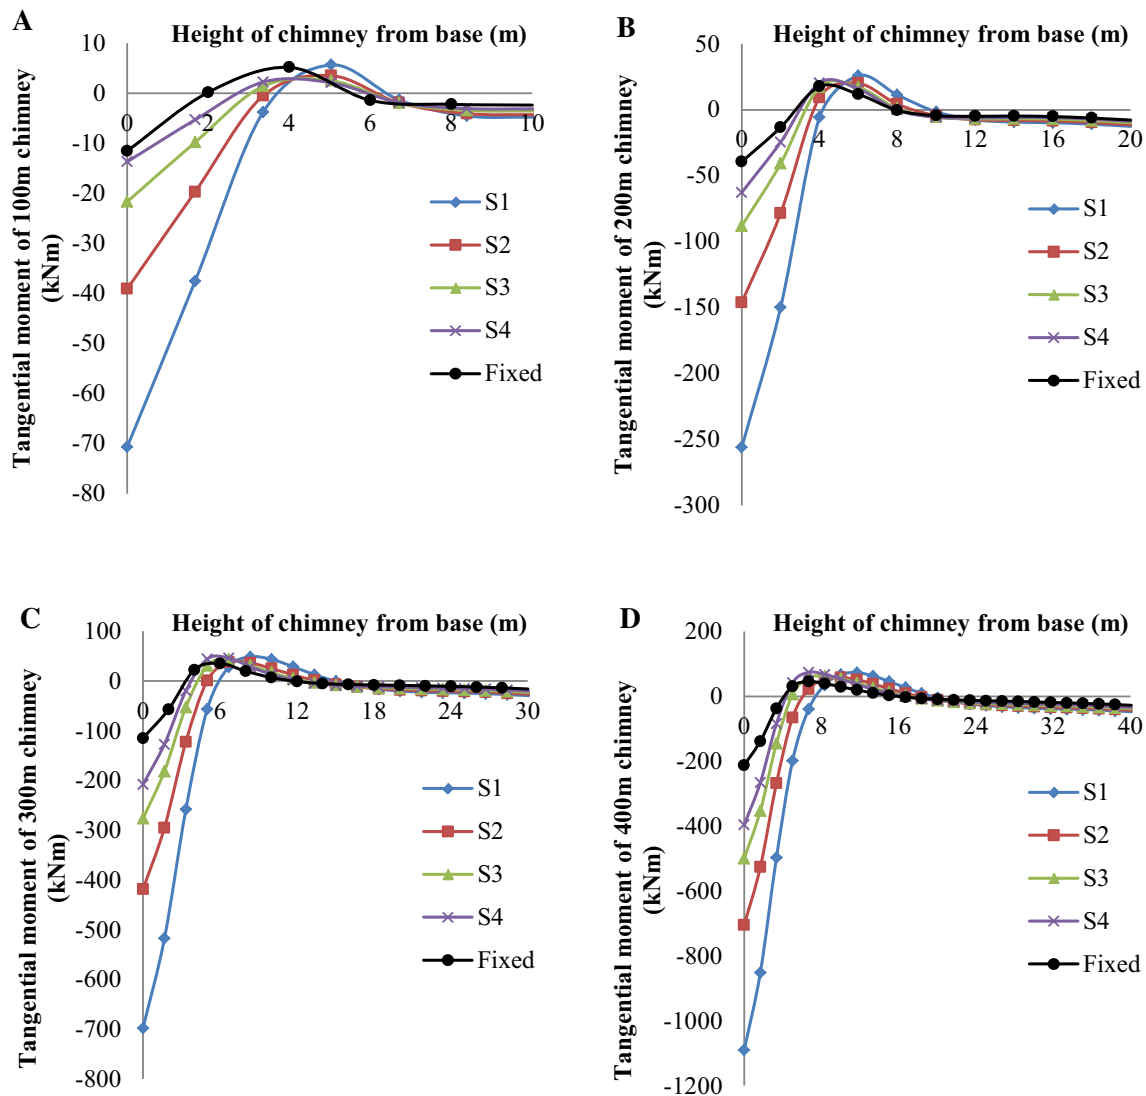 A
Height of chimney from base (m)
Tangential moment of 100m chimney
(kNm)
10
0
-10
-20
-30
-40
-50
-60
-70
-80
0 2 4 6 8 10
S1
S2
S3
S4
Fixed
B
Height of chimney from base (m)
Tangential moment of 200m chimney
(kNm)
50
0
-50
-100
-150
-200
-250
-300
0 4 8 12 16 20
S1
S2
S3
S4
Fixed
C
Height of chimney from base (m)
Tangential moment of 300m chimney
(kNm)
100
0
-100
-200
-300
-400
-500
-600
-700
-800
0 6 12 18 24 30
S1
S2
S3
S4
Fixed
D
Height of chimney from base (m)
Tangential moment of 400m chimney
(kNm)
200
0
-200
-400
-600
-800
-1000
-1200
0 8 16 24 32 40
S1
S2
S3
S4
Fixed